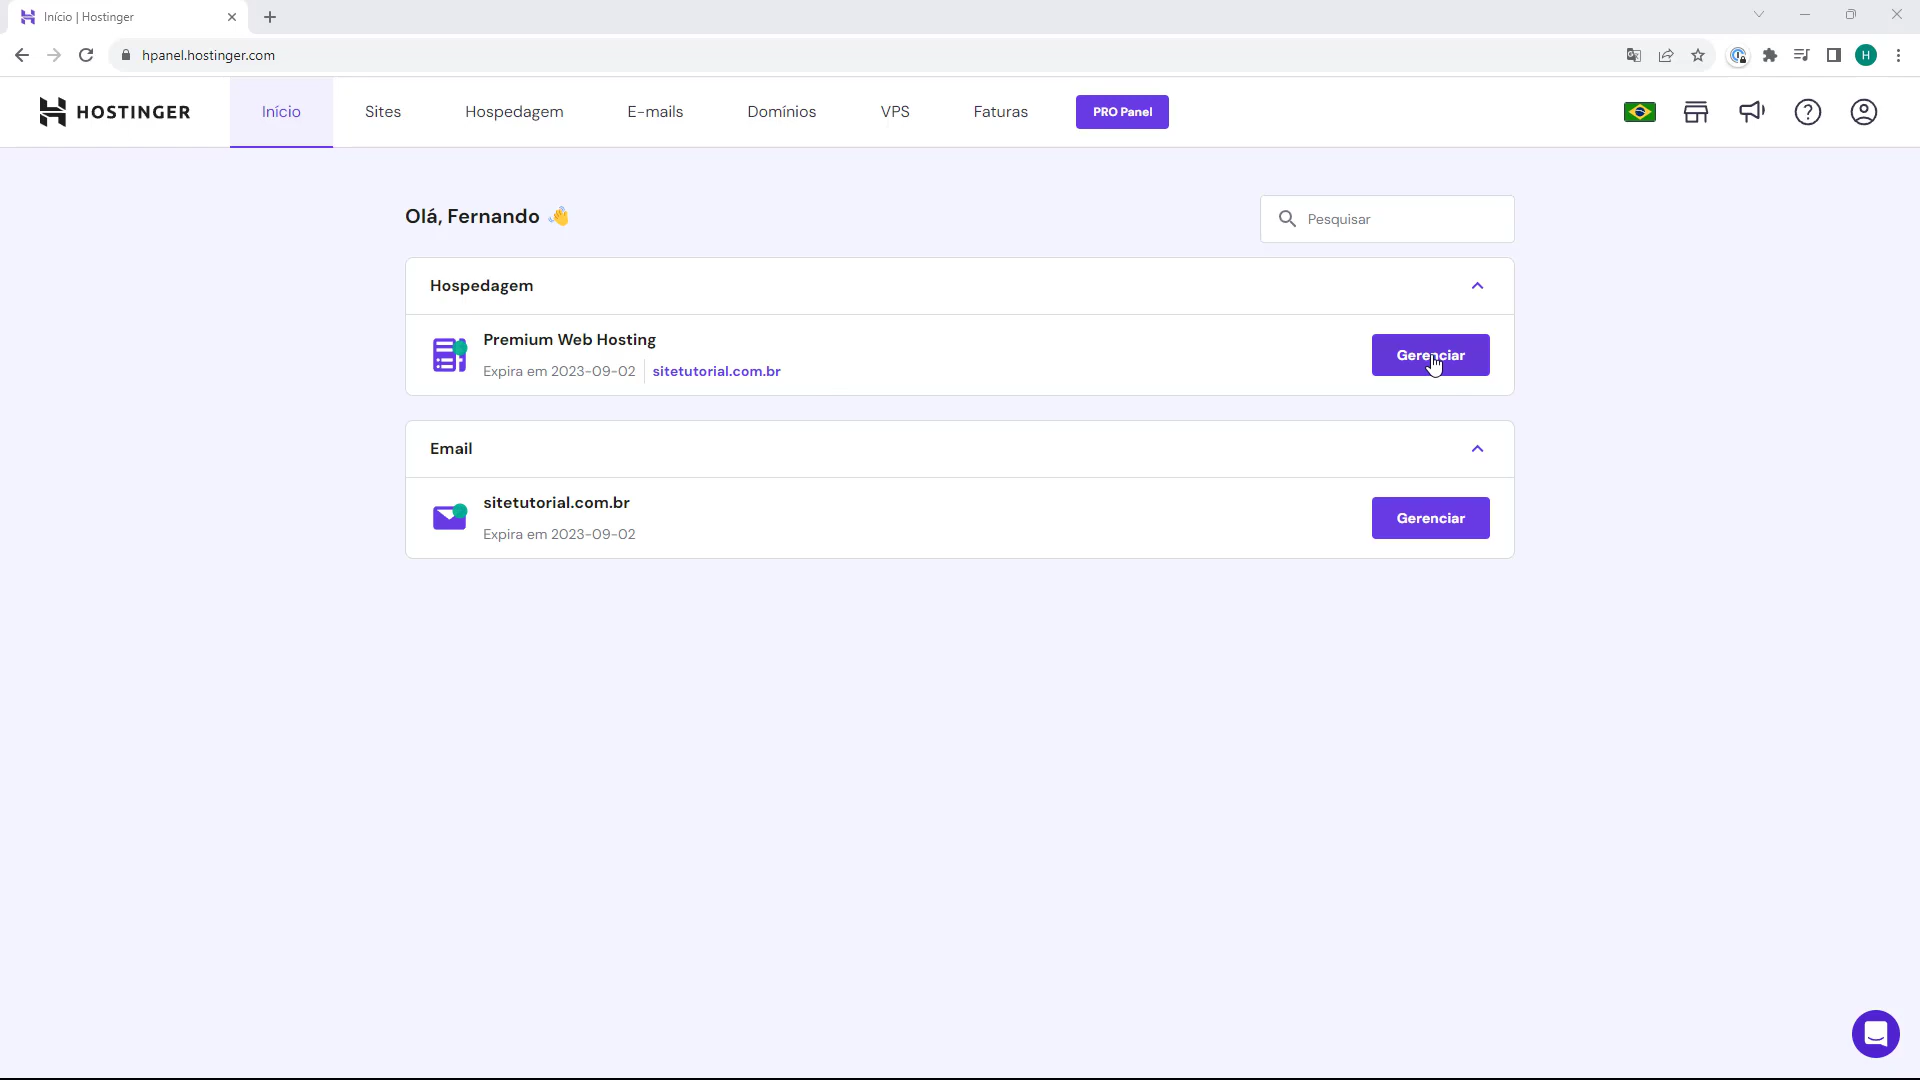 Início | Hostinger
hpanel.hostinger.com
H
HOSTINGER
Início
Sites
Hospedagem
E-mails
Domínios
VPS
Faturas
PRO Panel
Olá, Fernando 👋
Pesquisar
Hospedagem
Premium Web Hosting
Expira em 2023-09-02
sitetutorial.com.br
Gerenciar
Email
sitetutorial.com.br
Expira em 2023-09-02
Gerenciar